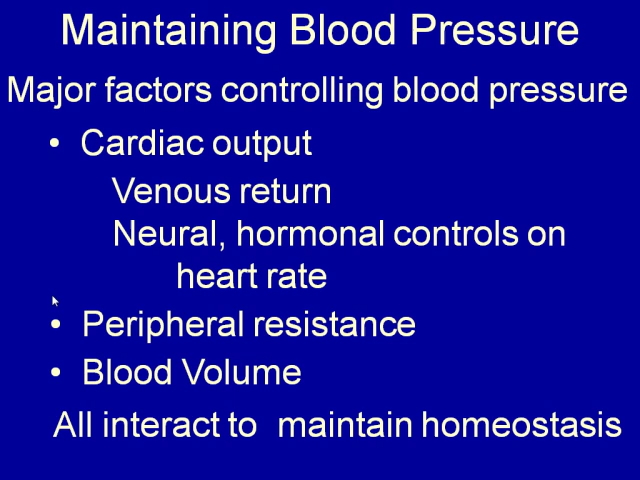 Maintaining Blood Pressure
Major factors controlling blood pressure
• Cardiac output
Venous return
Neural, hormonal controls on
heart rate
• Peripheral resistance
• Blood Volume
All interact to  maintain homeostasis